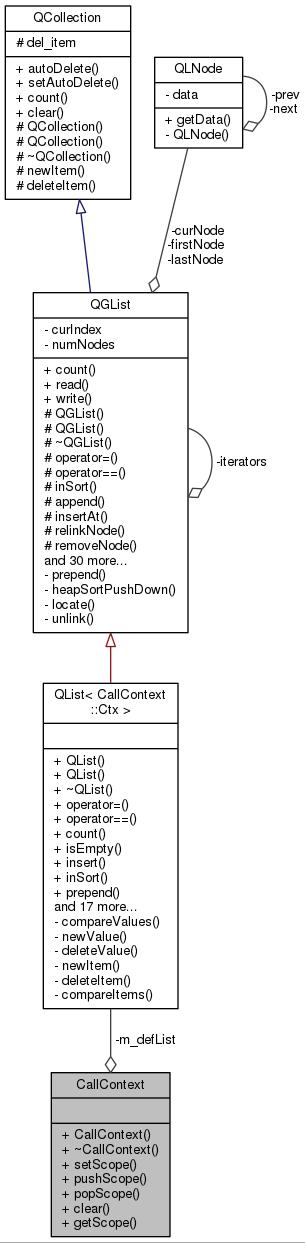 QCollection
# del_item
+ autoDelete()
+ setAutoDelete()
+ count()
+ clear()
# QCollection()
# QCollection()
# ~QCollection()
# newItem()
# deleteItem()
QLNode
- data
+ getData()
- QLNode()
-prev
-next
-curNode
-firstNode
-lastNode
QGList
- curIndex
- numNodes
+ count()
+ read()
+ write()
# QGList()
# QGList()
# ~QGList()
# operator=()
# operator==()
# inSort()
# append()
# insertAt()
# relinkNode()
# removeNode()
and 30 more...
- prepend()
- heapSortPushDown()
- locate()
- unlink()
-iterators
QList< CallContext
::Ctx >
+ QList()
+ QList()
+ ~QList()
+ operator=()
+ operator==()
+ count()
+ isEmpty()
+ insert()
+ inSort()
+ prepend()
and 17 more...
- compareValues()
- newValue()
- deleteValue()
- newItem()
- deleteItem()
- compareItems()
-m_defList
CallContext
+ CallContext()
+ ~CallContext()
+ setScope()
+ pushScope()
+ popScope()
+ clear()
+ getScope()